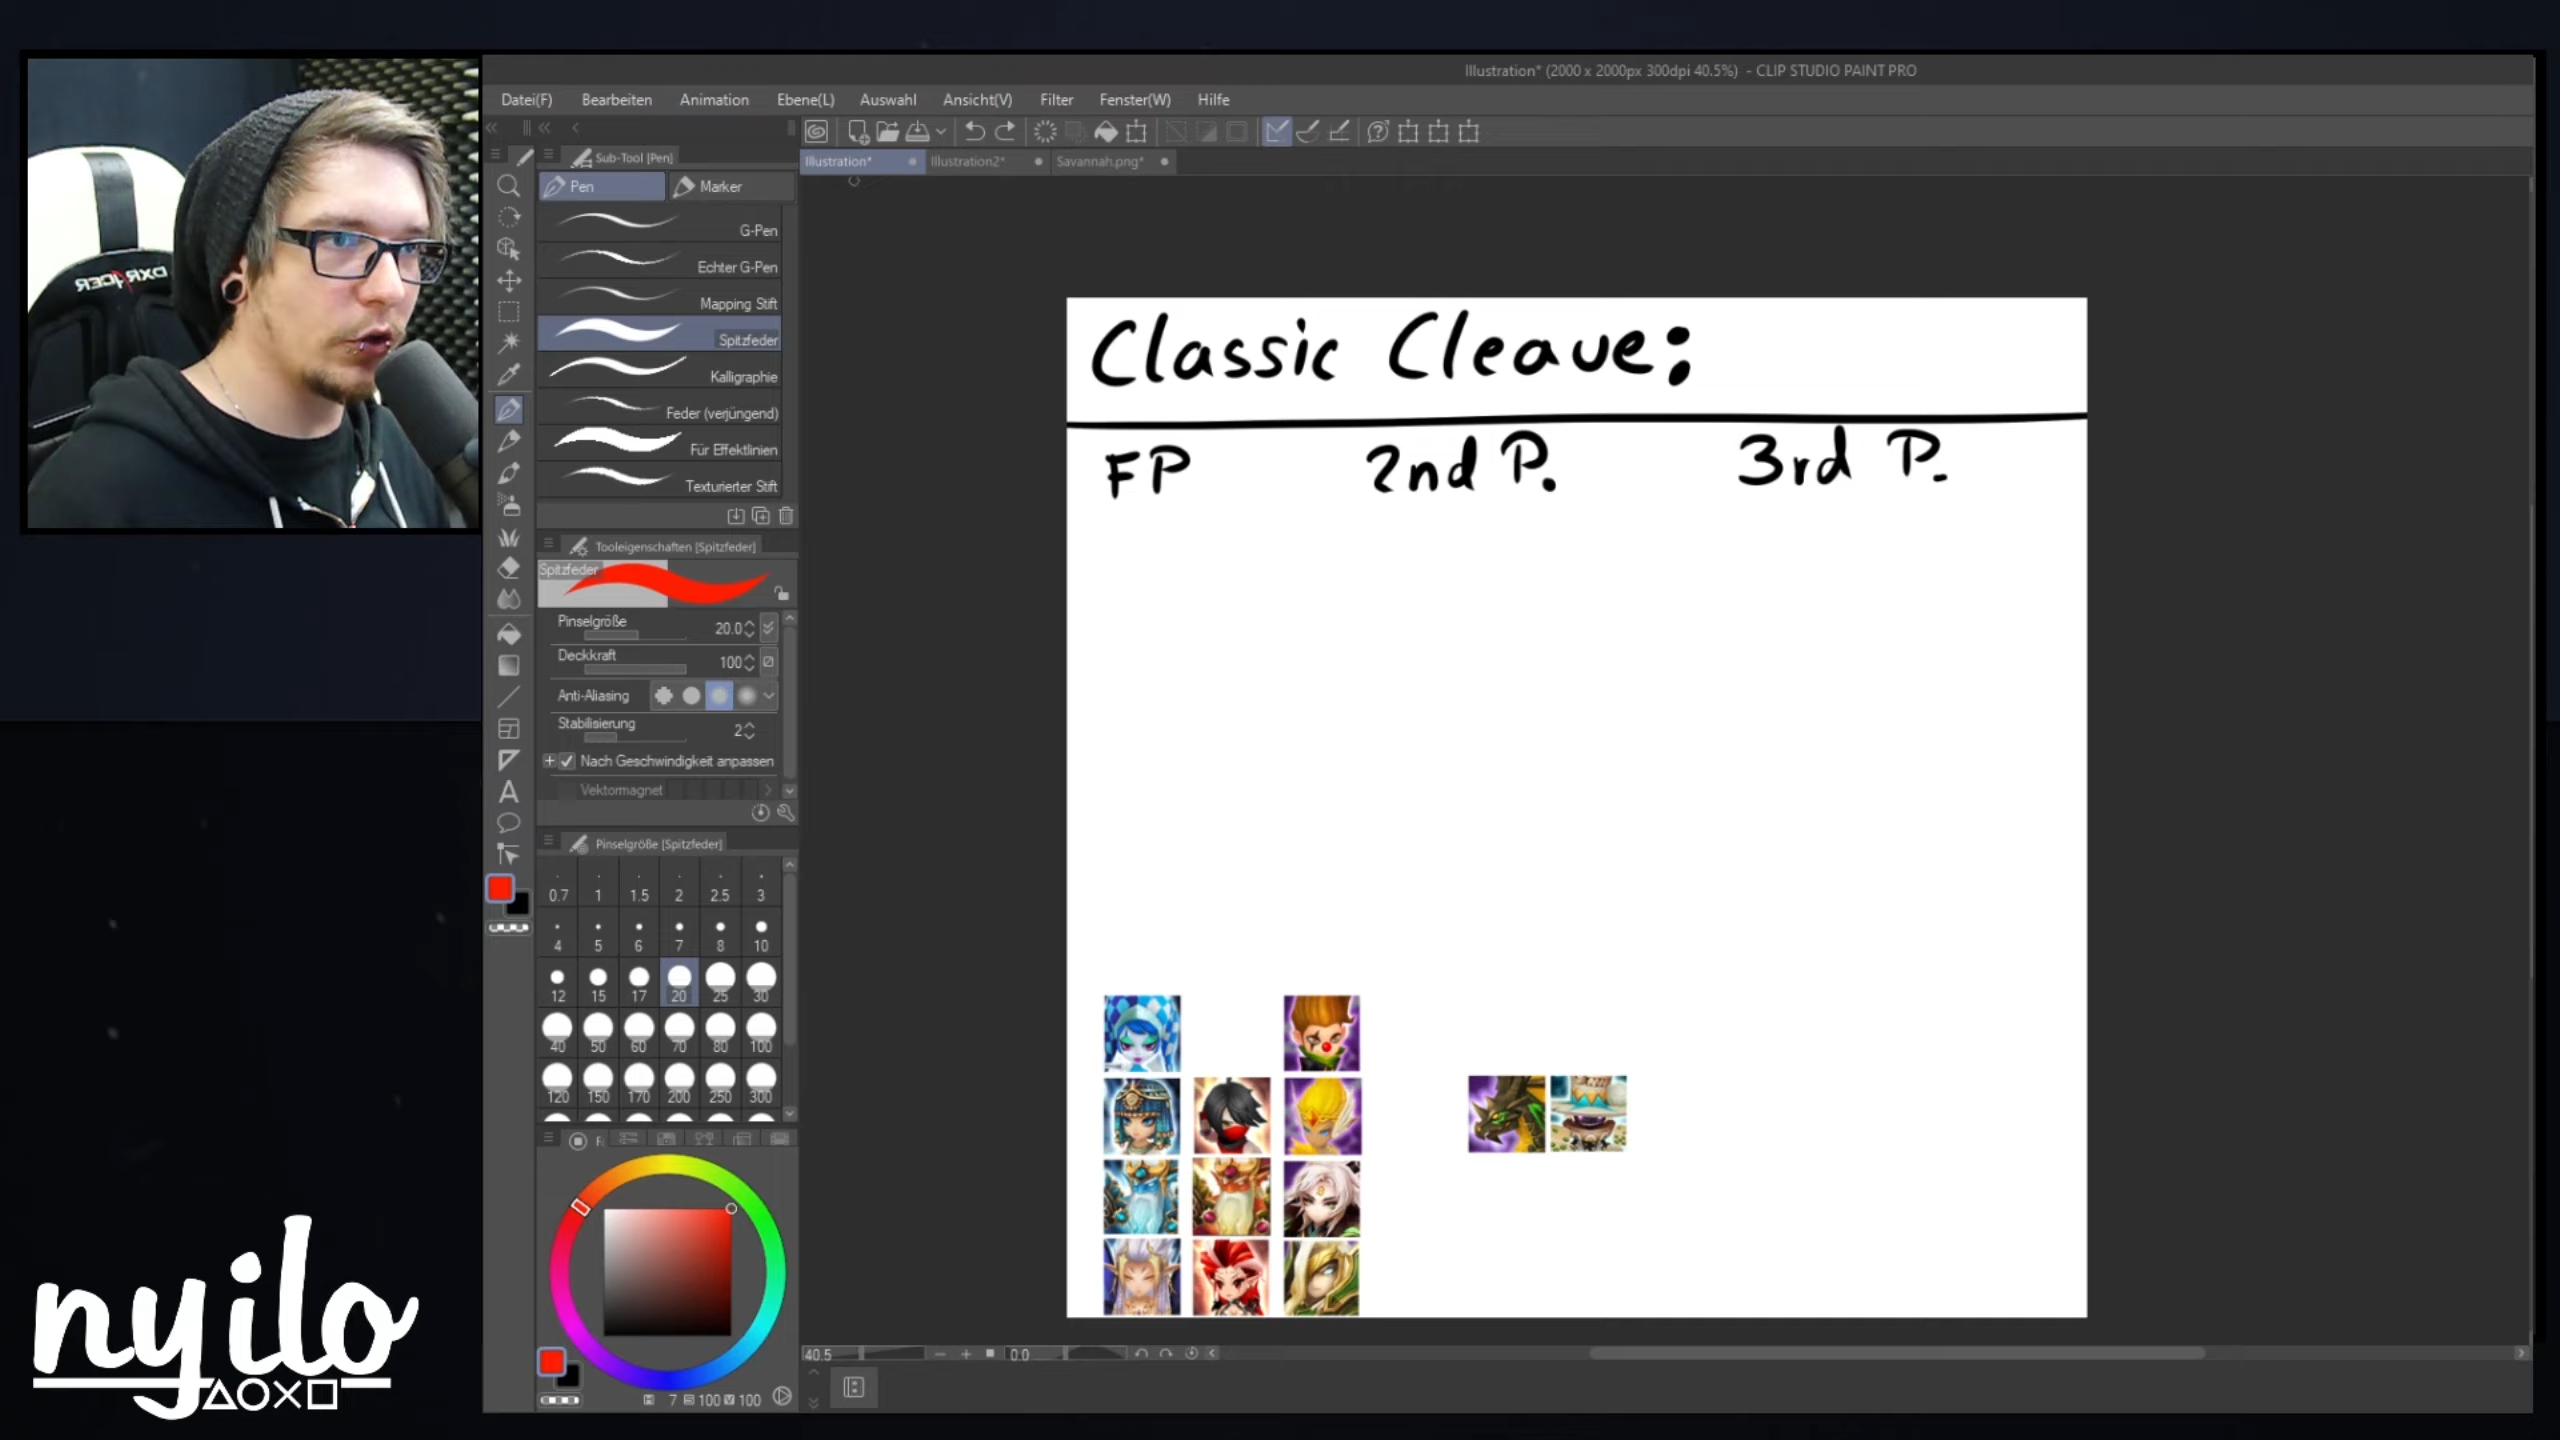 Illustration* (2000 x 2000px 300dpi 40.5%) - CLIP STUDIO PAINT PRO
Datei(F) Bearbeiten Animation Ebene(L) Auswahl Ansicht(V) Filter Fenster(W) Hilfe
Sub-Tool [Pen]
Illustration* Illustration2* Savannah.png*
Pen Marker
G-Pen
Echter G-Pen
Mapping Stift
Spitzfeder
Kalligraphie
Feder (verjüngend)
Für Effektlinien
Texturierter Stift
Tooleigenschaften [Spitzfeder]
Spitzfeder
Pinselgröße 20.0
Deckkraft 100
Anti-Aliasing
Stabilisierung 2
Nach Geschwindigkeit anpassen
Vektormagnet
Pinselgröße [Spitzfeder]
0.7 1 1.5 2 2.5 3
4 5 6 7 8 10
12 15 17 20 25 30
40 50 60 70 80 100
120 150 170 200 250 300
7 100 100
Classic Cleave:
FP 2nd P. 3rd P.
40.5 0.0
DXRACER
nyilo